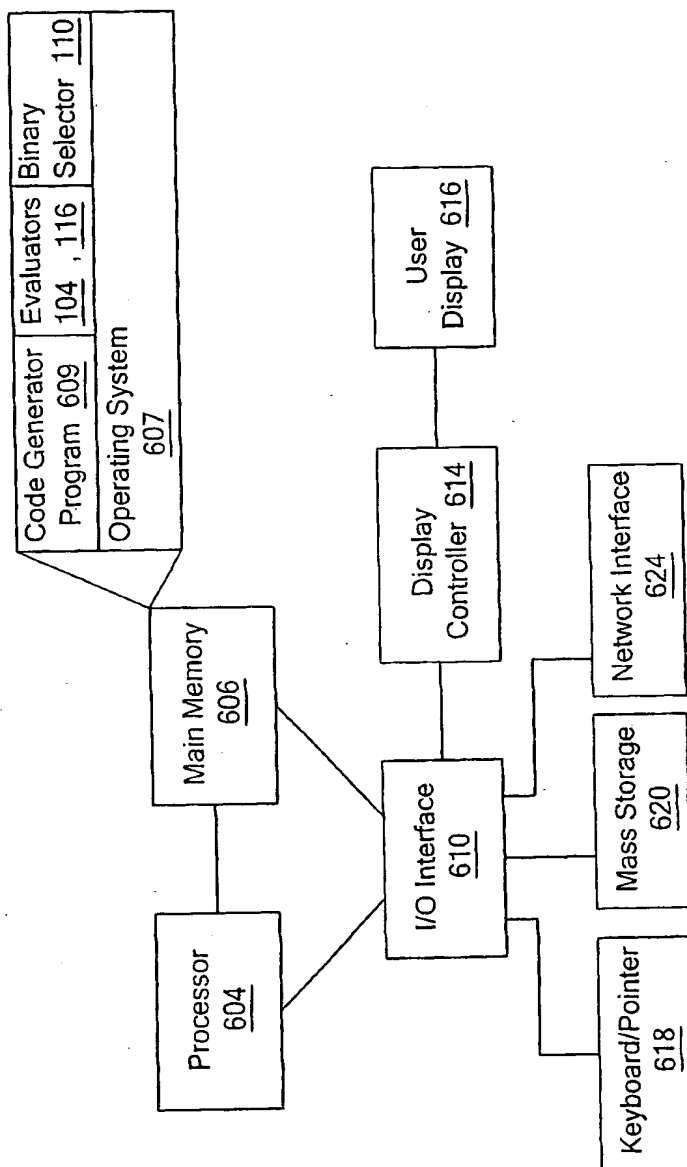 Code Generator
Program 609
Evaluators
104 , 116
Binary
Selector 110
Operating System
607
Main Memory
606
Processor
604
I/O Interface
610
Display
Controller 614
User
Display 616
Keyboard/Pointer
618
Mass Storage
620
Network Interface
624